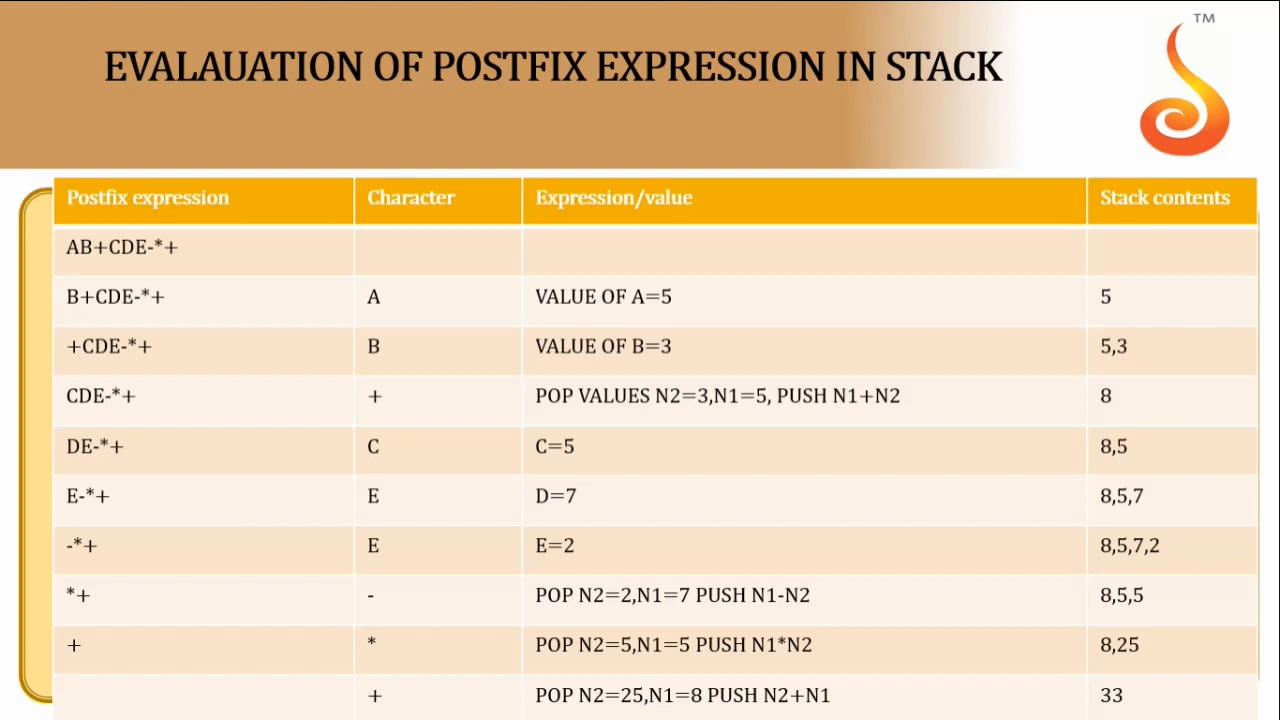 TM
EVALAUATION OF POSTFIX EXPRESSION IN STACK
Postfix expression Character Expression/value Stack contents
AB+CDE-*+
B+CDE-*+ A VALUE OF A=5 5
+CDE-*+ B VALUE OF B=3 5,3
CDE-*+ + POP VALUES N2=3,N1=5, PUSH N1+N2 8
DE-*+ C C=5 8,5
E-*+ E D=7 8,5,7
-*+ E E=2 8,5,7,2
*+ - POP N2=2,N1=7 PUSH N1-N2 8,5,5
+ * POP N2=5,N1=5 PUSH N1*N2 8,25
+ POP N2=25,N1=8 PUSH N2+N1 33